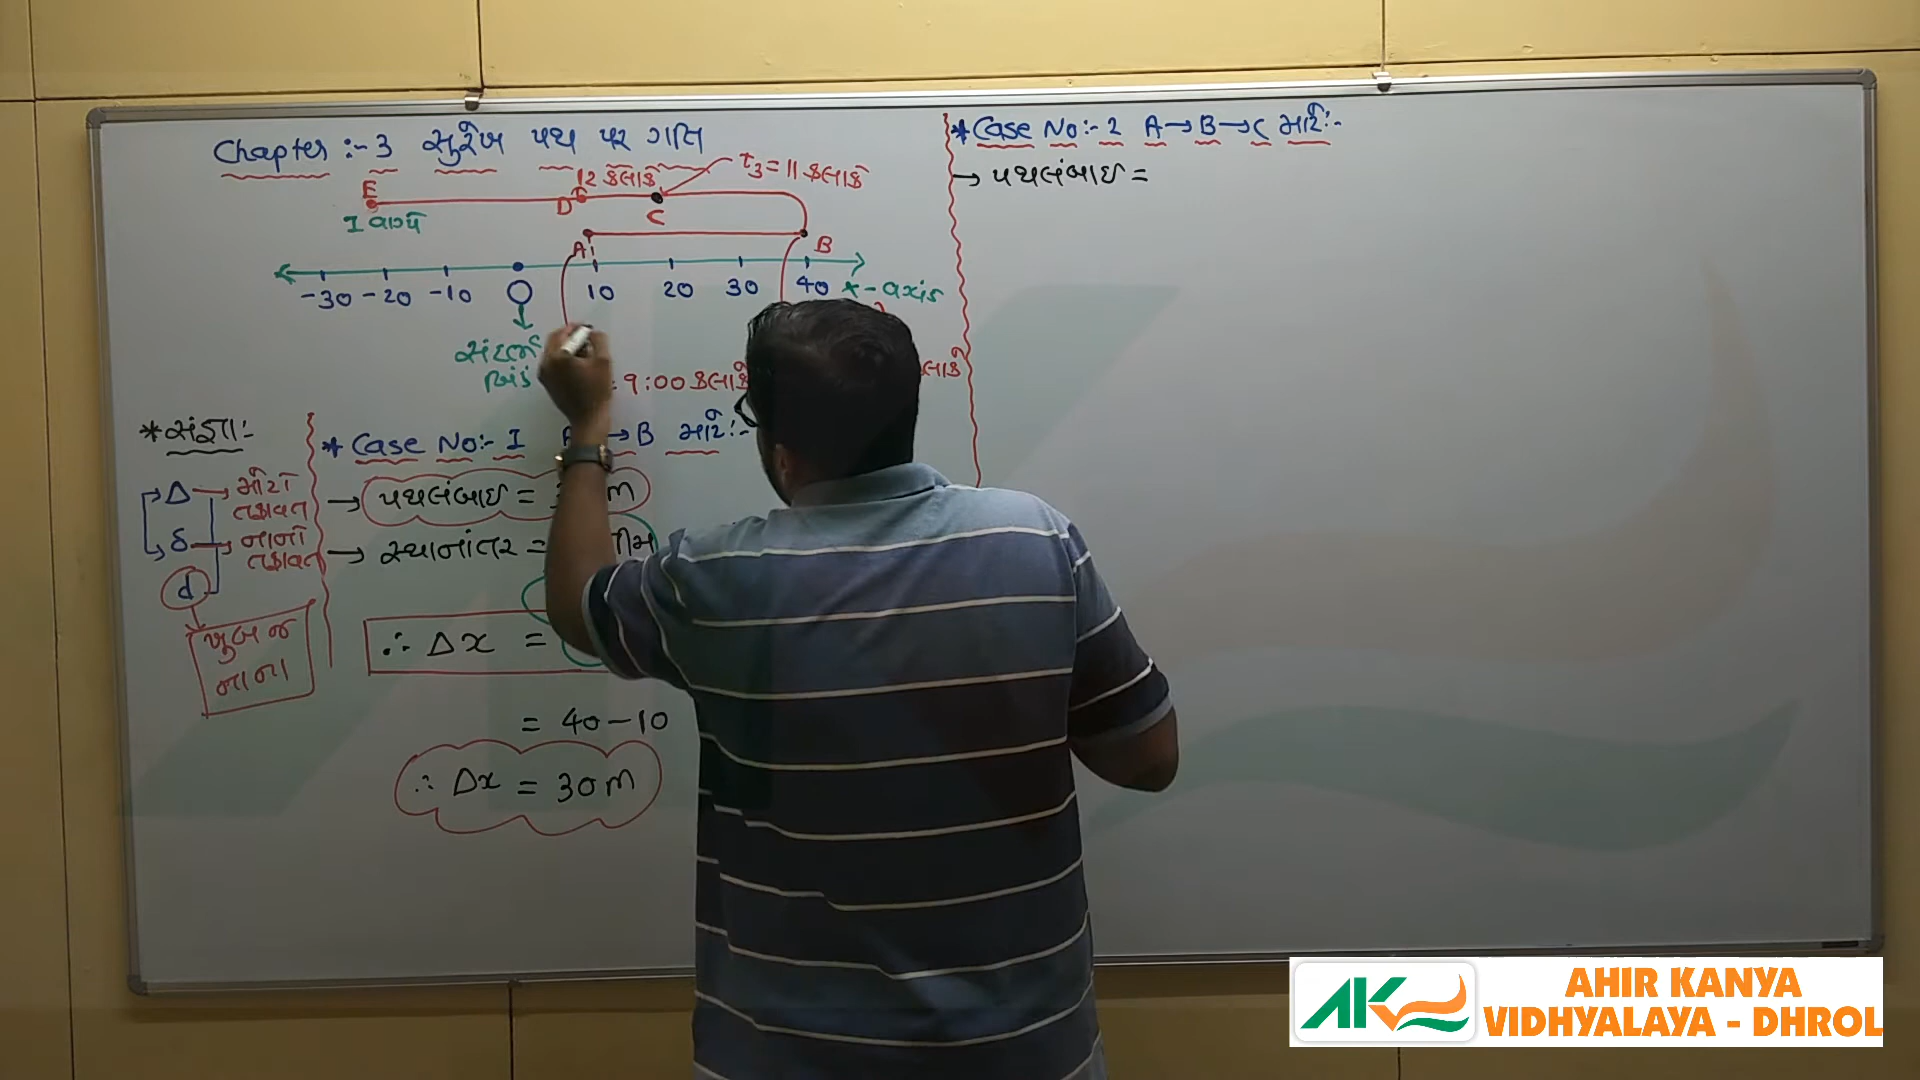 Chapter :- 3 સુરેખ પથ પર ગતિ
12 કલાકે
t3 = 11 કલાકે
E
D
C
I વાગ્યે
A
B
-30 -20 -10 O 10 20 30 40 x-axis
સંદર્ભ
બિંદુ
= 9:00 કલાકે
લાકે
*સંજ્ઞા:-
Δ → મોટો તફાવત
δ → નાનો તફાવત
d
ખુબ જ નાના
* Case No:- I A → B માટે:-
→ પથલંબાઈ = 3 m
→ સ્થાનાંતર =
∴ Δx =
= 40-10
∴ Δx = 30m
*Case No:- 2 A→B→C માટે:-
→ પથલંબાઈ =
AK
AHIR KANYA
VIDHYALAYA - DHROL